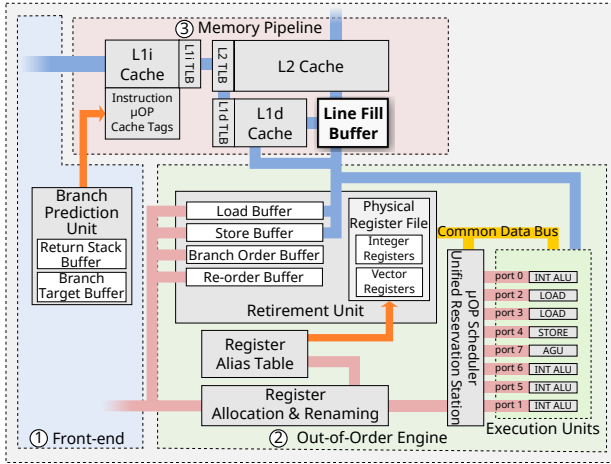 ③ Memory Pipeline
L1i
Cache
L1i TLB
L2 TLB
L2 Cache
Instruction
μOP
Cache Tags
L1d TLB
L1d
Cache
Line Fill
Buffer
Branch
Prediction
Unit
Return Stack
Buffer
Branch
Target Buffer
Load Buffer
Store Buffer
Branch Order Buffer
Re-order Buffer
Physical
Register File
Integer
Registers
Vector
Registers
Retirement Unit
Common Data Bus
Register
Alias Table
Register
Allocation & Renaming
μOP Scheduler
Unified Reservation Station
port 0 INT ALU
port 2 LOAD
port 3 LOAD
port 4 STORE
port 7 AGU
port 6 INT ALU
port 5 INT ALU
port 1 INT ALU
Execution Units
① Front-end
② Out-of-Order Engine